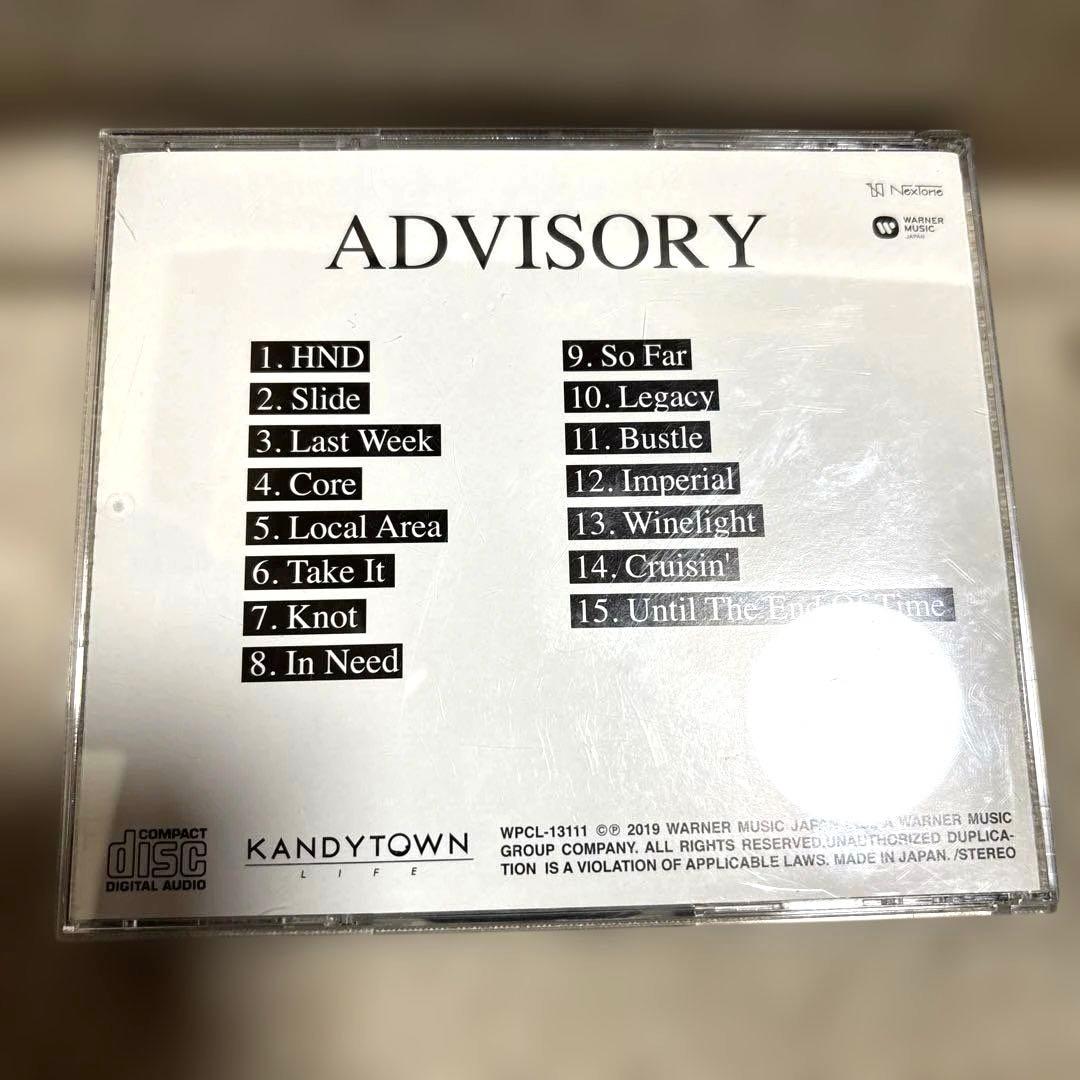 NexTone
WARNER
MUSIC
JAPAN
ADVISORY
1. HND
2. Slide
3. Last Week
4. Core
5. Local Area
6. Take It
7. Knot
8. In Need
9. So Far
10. Legacy
11. Bustle
12. Imperial
13. Winelight
14. Cruisin'
15. Until The End Of Time
COMPACT
disc
DIGITAL AUDIO
KANDYTOWN
LIFE
WPCL-13111 ©℗ 2019 WARNER MUSIC JAPAN A WARNER MUSIC
GROUP COMPANY. ALL RIGHTS RESERVED.UNAUTHORIZED DUPLICA-
TION IS A VIOLATION OF APPLICABLE LAWS. MADE IN JAPAN. /STEREO